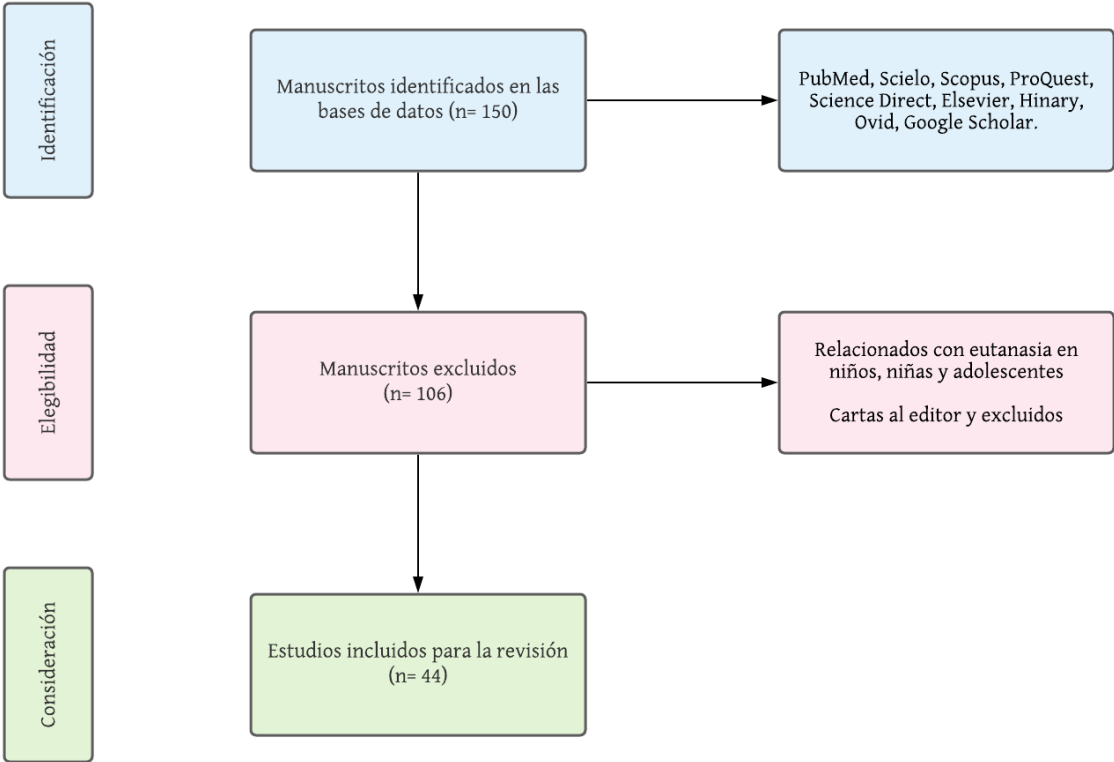 Identificación
Manuscritos identificados en las
bases de datos (n= 150)
PubMed, Scielo, Scopus, ProQuest,
Science Direct, Elsevier, Hinary,
Ovid, Google Scholar.
Elegibilidad
Manuscritos excluidos
(n= 106)
Relacionados con eutanasia en
niños, niñas y adolescentes
Cartas al editor y excluidos
Consideración
Estudios incluidos para la revisión
(n= 44)